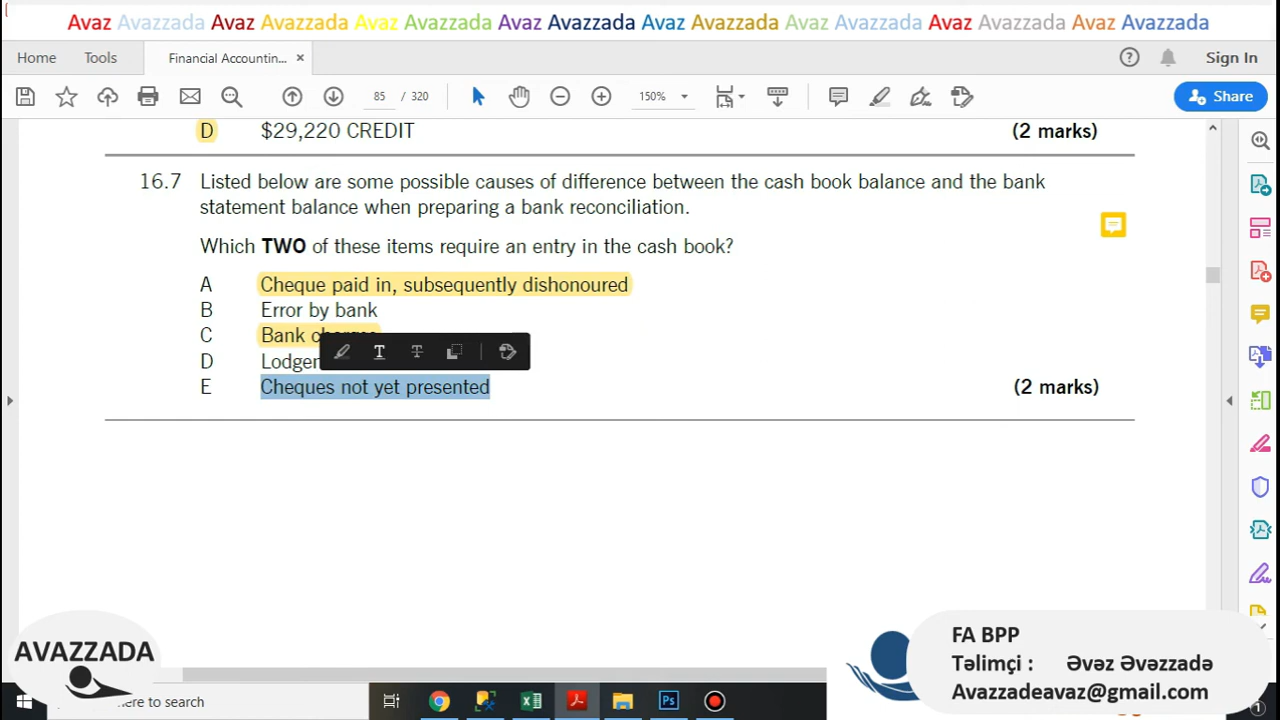 Avaz Avazzada Avaz Avazzada Avaz Avazzada Avaz Avazzada Avaz Avazzada Avaz Avazzada Avaz Avazzada Avaz Avazzada
Home Tools Financial Accountin... × Sign In
85 / 320 150% Share
D $29,220 CREDIT (2 marks)
16.7 Listed below are some possible causes of difference between the cash book balance and the bank
statement balance when preparing a bank reconciliation.
Which TWO of these items require an entry in the cash book?
A Cheque paid in, subsequently dishonoured
B Error by bank
C Bank
D
E Cheques not yet presented (2 marks)
FA BPP
AVAZZADA
Təlimçi : Əvəz Əvəzzadə
Avazzadeavaz@gmail.com
here to search
1